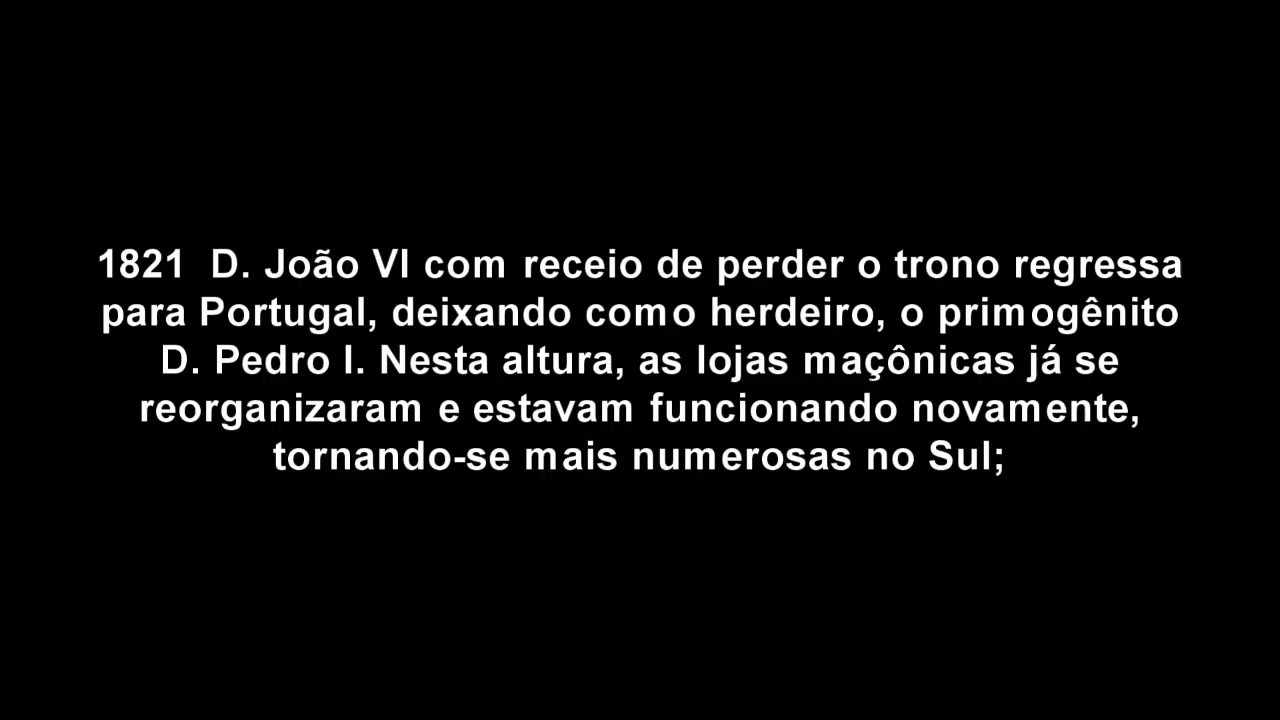 1821  D. João VI com receio de perder o trono regressa
para Portugal, deixando como herdeiro, o primogênito
D. Pedro I. Nesta altura, as lojas maçônicas já se
reorganizaram e estavam funcionando novamente,
tornando-se mais numerosas no Sul;